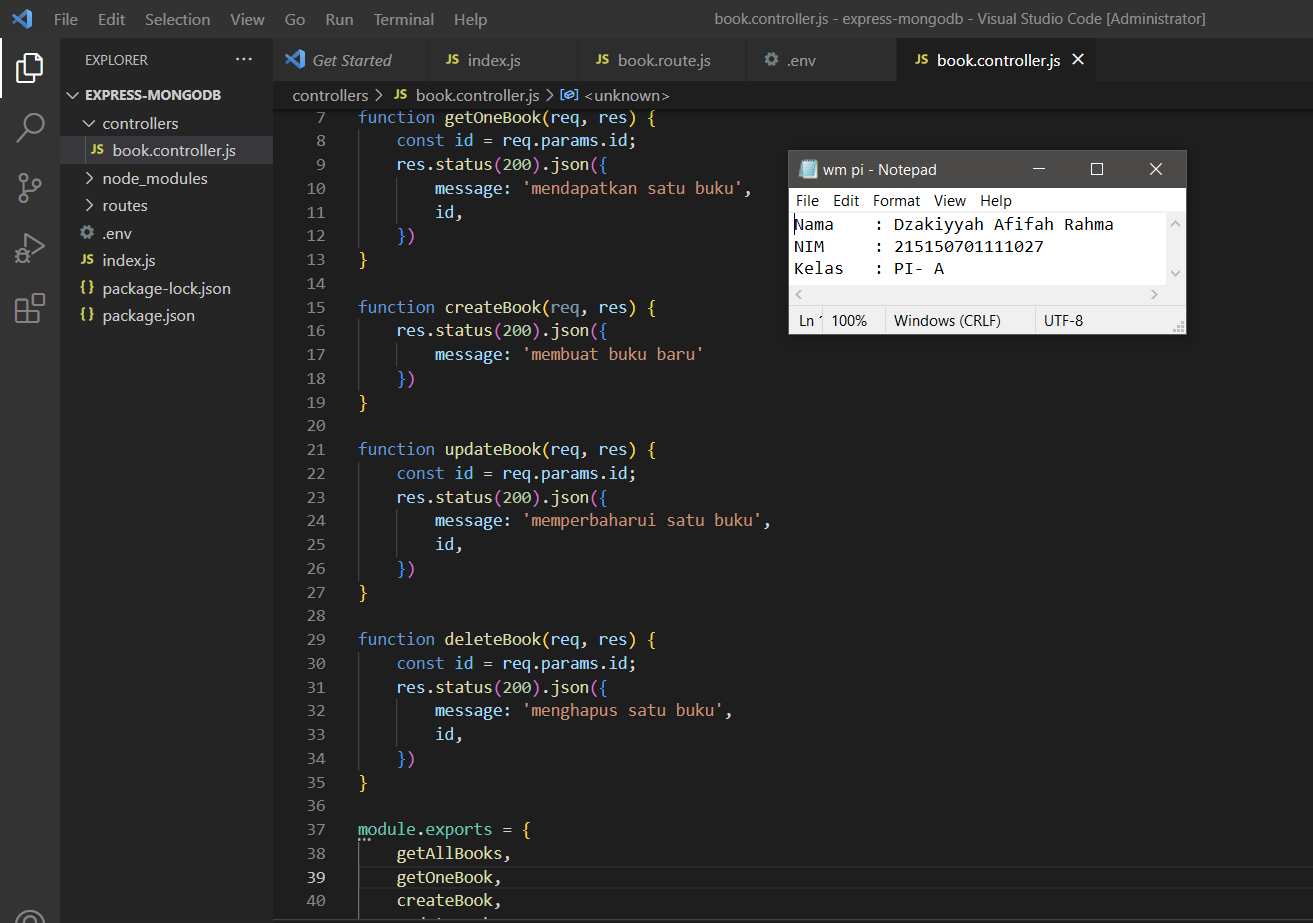 File Edit Selection View Go Run Terminal Help book.controller.js - express-mongodb - Visual Studio Code [Administrator]
EXPLORER ···
EXPRESS-MONGODB
controllers
JS book.controller.js
node_modules
routes
.env
JS index.js
{} package-lock.json
{} package.json
Get Started JS index.js JS book.route.js .env JS book.controller.js
controllers > JS book.controller.js > <unknown>
7 function getOneBook(req, res) {
8 const id = req.params.id;
9 res.status(200).json({
10 message: 'mendapatkan satu buku',
11 id,
12 })
13 }
14
15 function createBook(req, res) {
16 res.status(200).json({
17 message: 'membuat buku baru'
18 })
19 }
20
21 function updateBook(req, res) {
22 const id = req.params.id;
23 res.status(200).json({
24 message: 'memperbaharui satu buku',
25 id,
26 })
27 }
28
29 function deleteBook(req, res) {
30 const id = req.params.id;
31 res.status(200).json({
32 message: 'menghapus satu buku',
33 id,
34 })
35 }
36
37 module.exports = {
38 getAllBooks,
39 getOneBook,
40 createBook,
wm pi - Notepad
File Edit Format View Help
Nama : Dzakiyyah Afifah Rahma
NIM : 215150701111027
Kelas : PI- A
Ln 100% Windows (CRLF) UTF-8